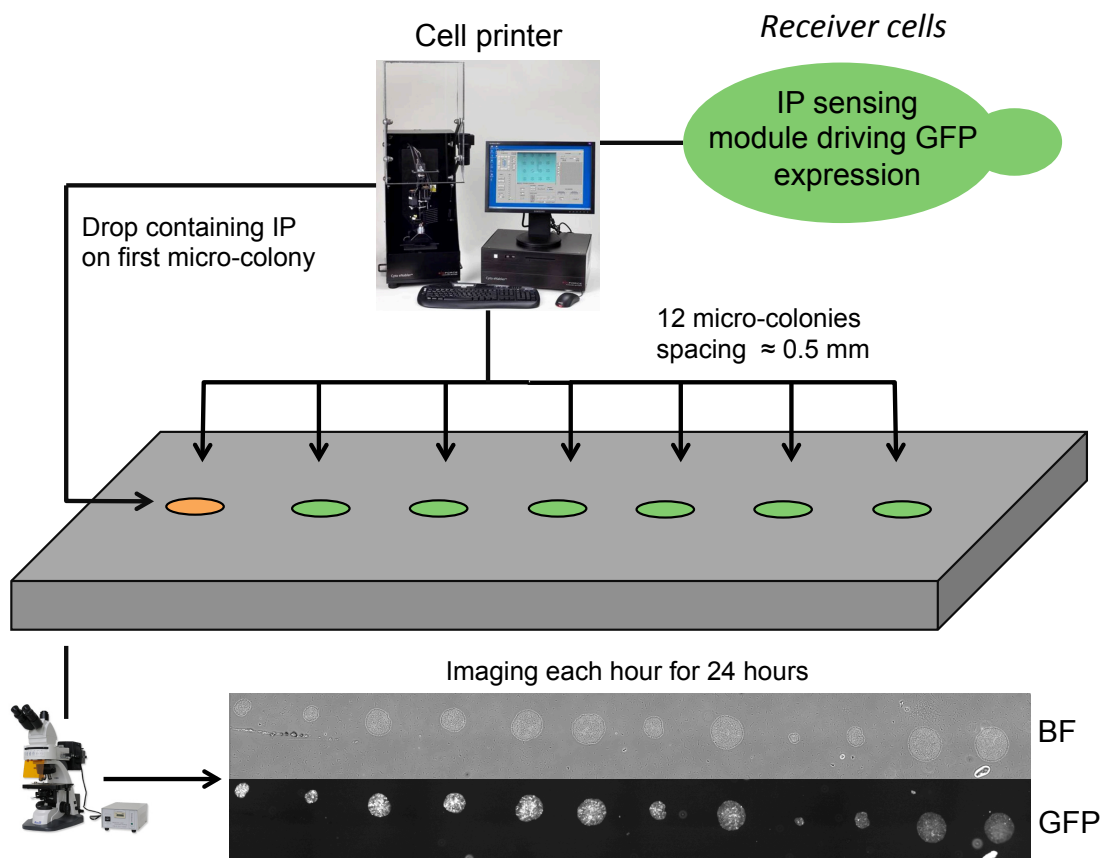 Cell printer
Receiver cells
IP sensing
module driving GFP
expression
Drop containing IP
on first micro-colony
12 micro-colonies
spacing ≈ 0.5 mm
Imaging each hour for 24 hours
BF
GFP